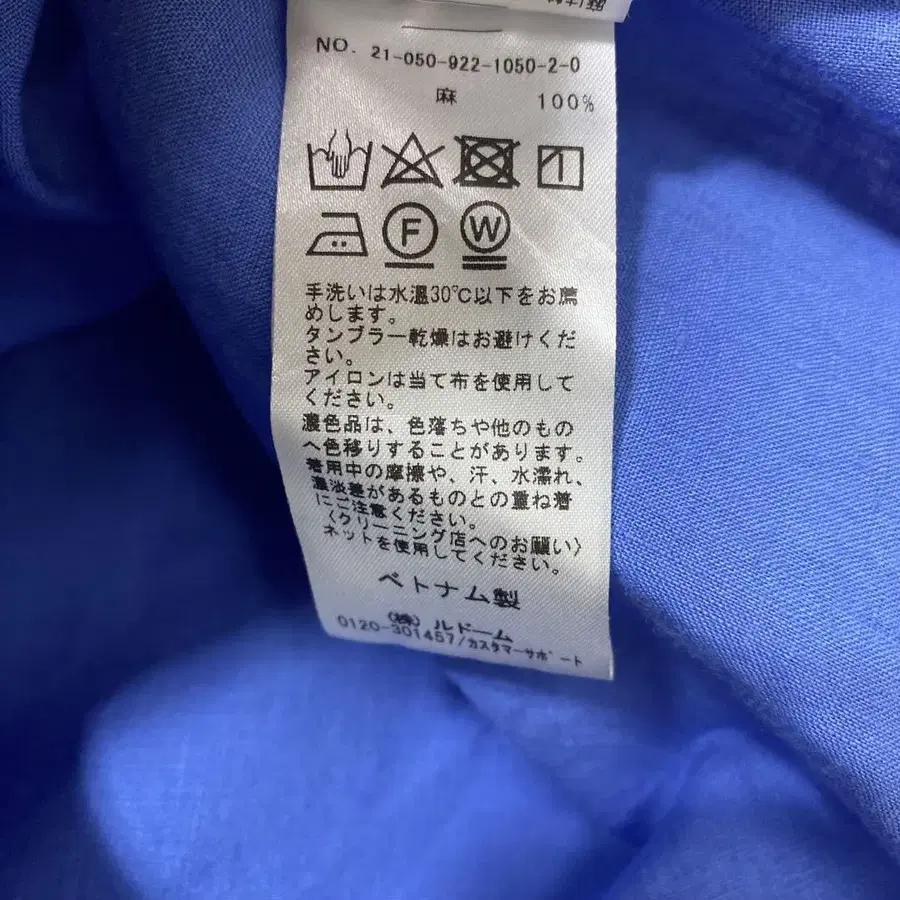 NO. 21-050-922-1050-2-0
麻 100%
F W
手洗いは水温30℃以下をお薦
めします。
タンブラー乾燥はお避けくだ
さい。
アイロンは当て布を使用して
ください。
濃色品は、色落ちや他のもの
へ色移りすることがあります。
着用中の摩擦や、汗、水濡れ、
濃淡差があるものとの重ね着
にご注意ください。
〈クリーニング店へのお願い〉
ネットを使用してください。
ベトナム製
(株) ルドーム
0120-301457/カスタマーサポート